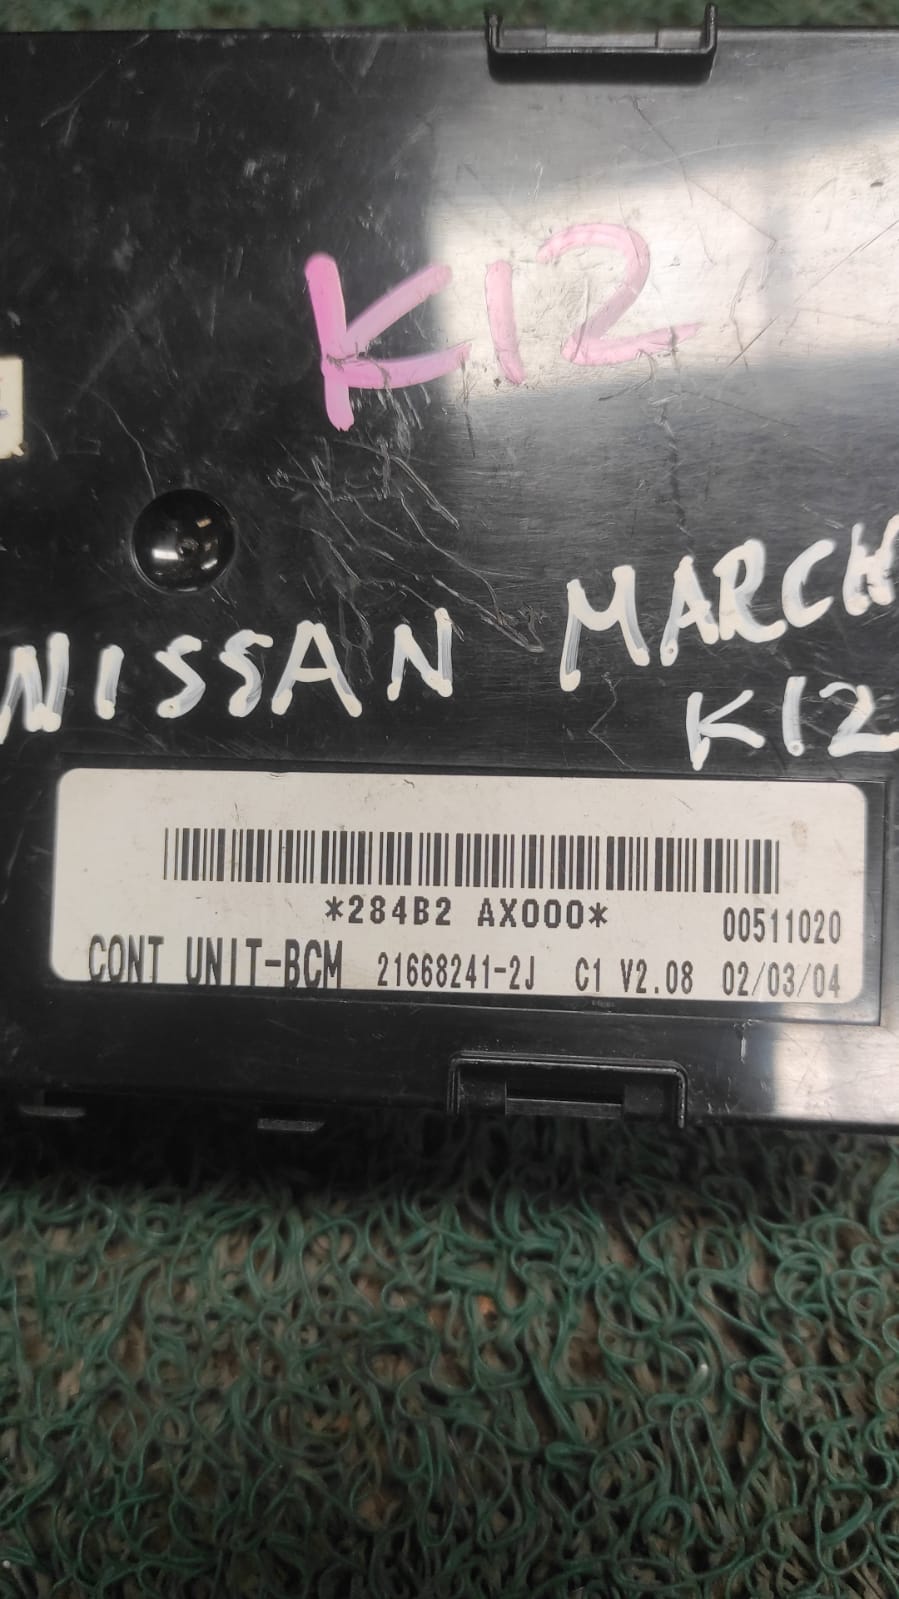 K12
NISSAN MARCH
K12
*284B2 AX000*
00511020
CONT UNIT-BCM 21668241-2J C1 V2.08 02/03/04